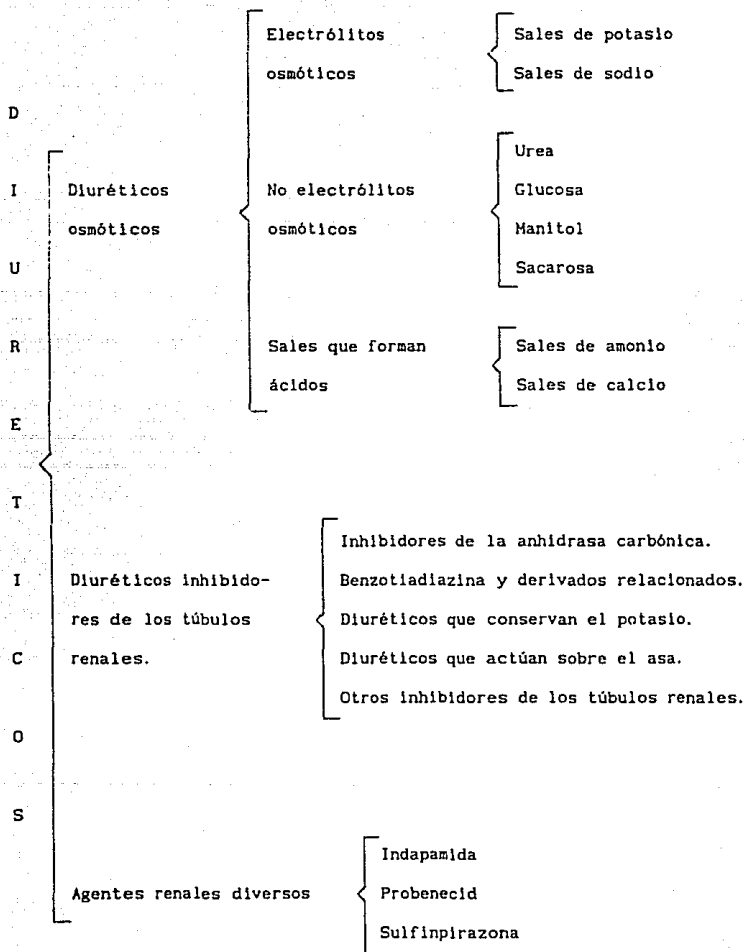 DIURETICOS
Diuréticos
osmóticos
Electrólitos
osmóticos
Sales de potasio
Sales de sodio
No electrólitos
osmóticos
Urea
Glucosa
Manitol
Sacarosa
Sales que forman
ácidos
Sales de amonio
Sales de calcio
Diuréticos inhibido-
res de los túbulos
renales.
Inhibidores de la anhidrasa carbónica.
Benzotiadiazina y derivados relacionados.
Diuréticos que conservan el potasio.
Diuréticos que actúan sobre el asa.
Otros inhibidores de los túbulos renales.
Agentes renales diversos
Indapamida
Probenecid
Sulfinpirazona